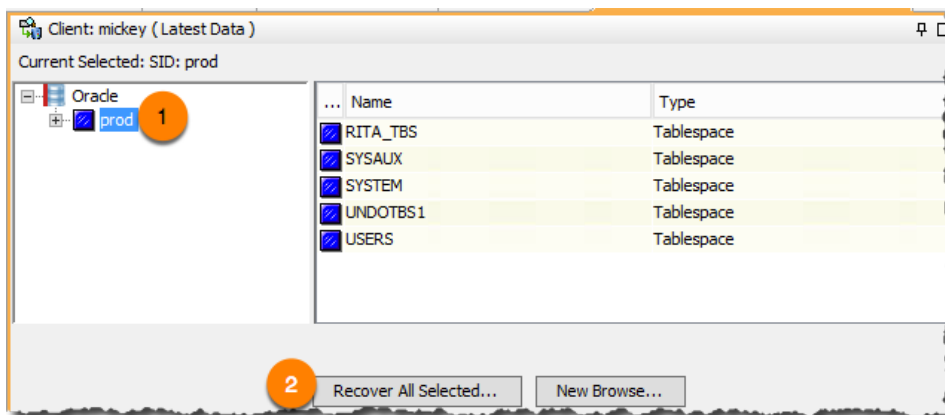 Client: mickey ( Latest Data )
Current Selected: SID: prod
Oracle
prod
1
... Name Type
RITA_TBS Tablespace
SYSAUX Tablespace
SYSTEM Tablespace
UNDOTBS1 Tablespace
USERS Tablespace
2
Recover All Selected... New Browse...